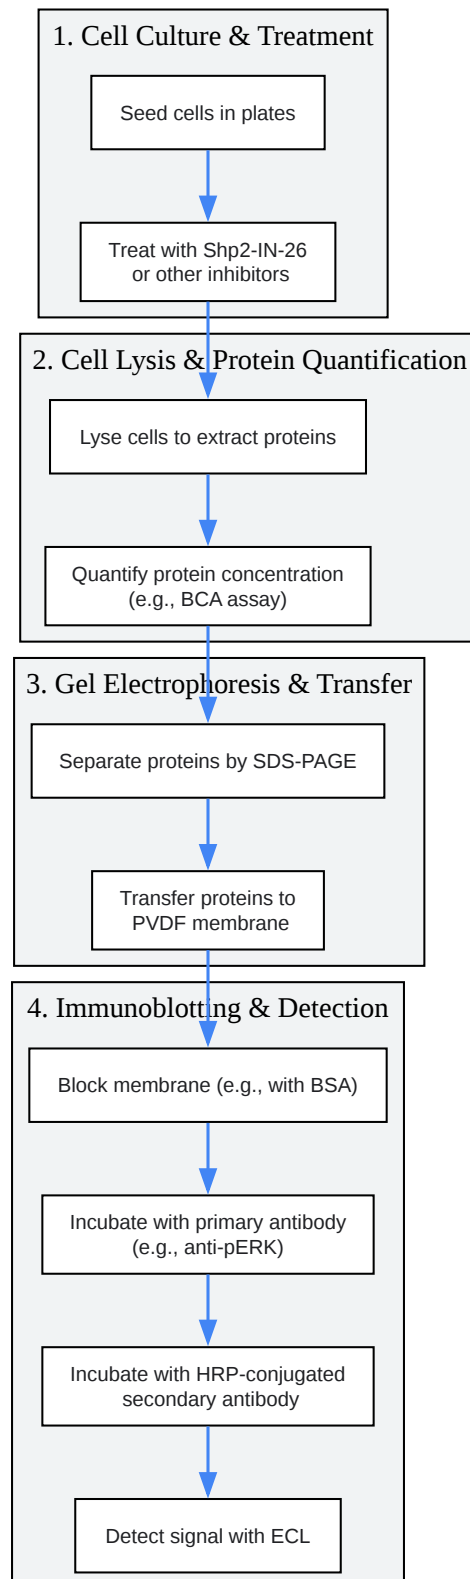 1. Cell Culture & Treatment
Seed cells in plates
Treat with Shp2-IN-26
or other inhibitors
2. Cell Lysis & Protein Quantification
Lyse cells to extract proteins
Quantify protein concentration
(e.g., BCA assay)
3. Gel Electrophoresis & Transfer
Separate proteins by SDS-PAGE
Transfer proteins to
PVDF membrane
4. Immunoblotting & Detection
Block membrane (e.g., with BSA)
Incubate with primary antibody
(e.g., anti-pERK)
Incubate with HRP-conjugated
secondary antibody
Detect signal with ECL